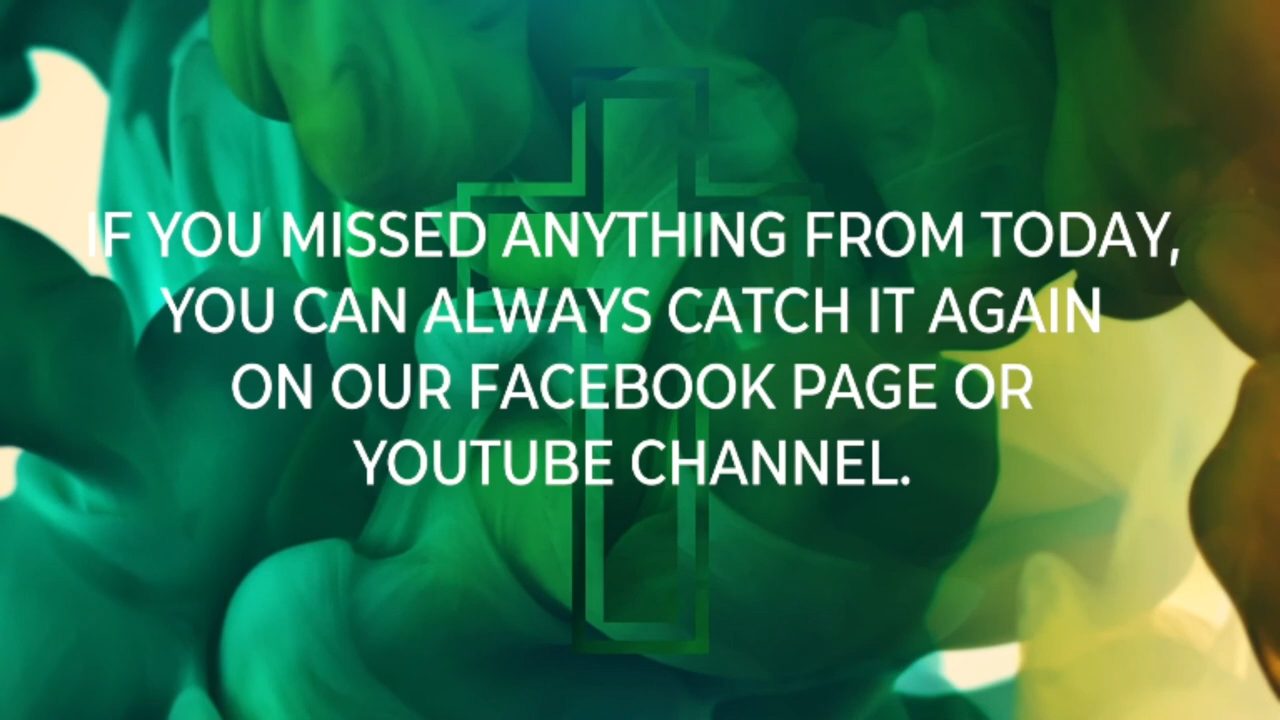 IF YOU MISSED ANYTHING FROM TODAY,
YOU CAN ALWAYS CATCH IT AGAIN
ON OUR FACEBOOK PAGE OR
YOUTUBE CHANNEL.